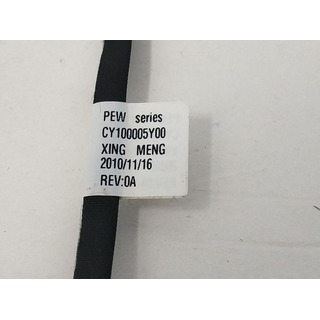 PEW series
CY100005Y00
XING MENG
2010/11/16
REV:0A